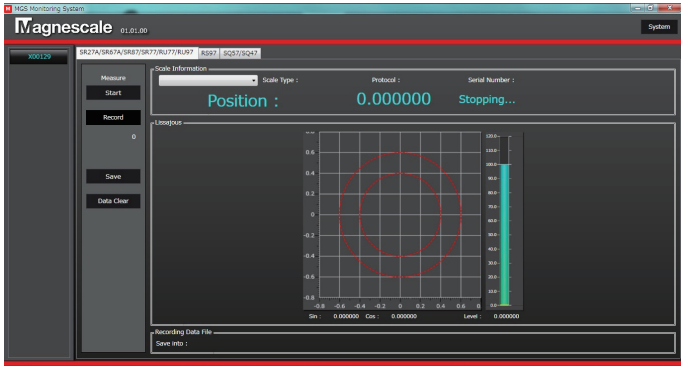 MGS Monitoring System
Magnescale 01.01.00
System
X00129
SR27A/SR67A/SR87/SR77/RU77/RU97 RS97 SQ57/SQ47
Measure
Start
Record
0
Save
Data Clear
Scale Information
Scale Type : Protocol : Serial Number :
Position : 0.000000 Stopping...
Lissajous
0.6
0.4
0.2
0
-0.2
-0.4
-0.6
-0.8
-0.8 -0.6 -0.4 -0.2 0 0.2 0.4 0.6
120.0
110.0
100.0
90.0
80.0
70.0
60.0
50.0
40.0
30.0
20.0
10.0
0.0
Sin : 0.000000 Cos : 0.000000 Level : 0.000000
Recording Data File
Save into :